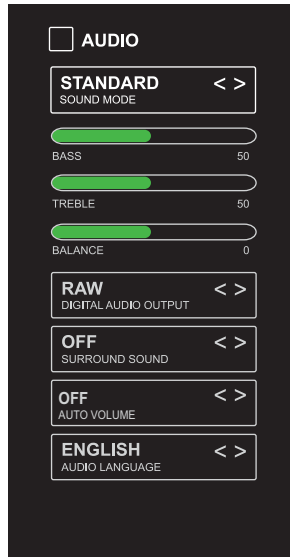 AUDIO
STANDARD < >
SOUND MODE
BASS 50
TREBLE 50
BALANCE 0
RAW < >
DIGITAL AUDIO OUTPUT
OFF < >
SURROUND SOUND
OFF < >
AUTO VOLUME
ENGLISH < >
AUDIO LANGUAGE